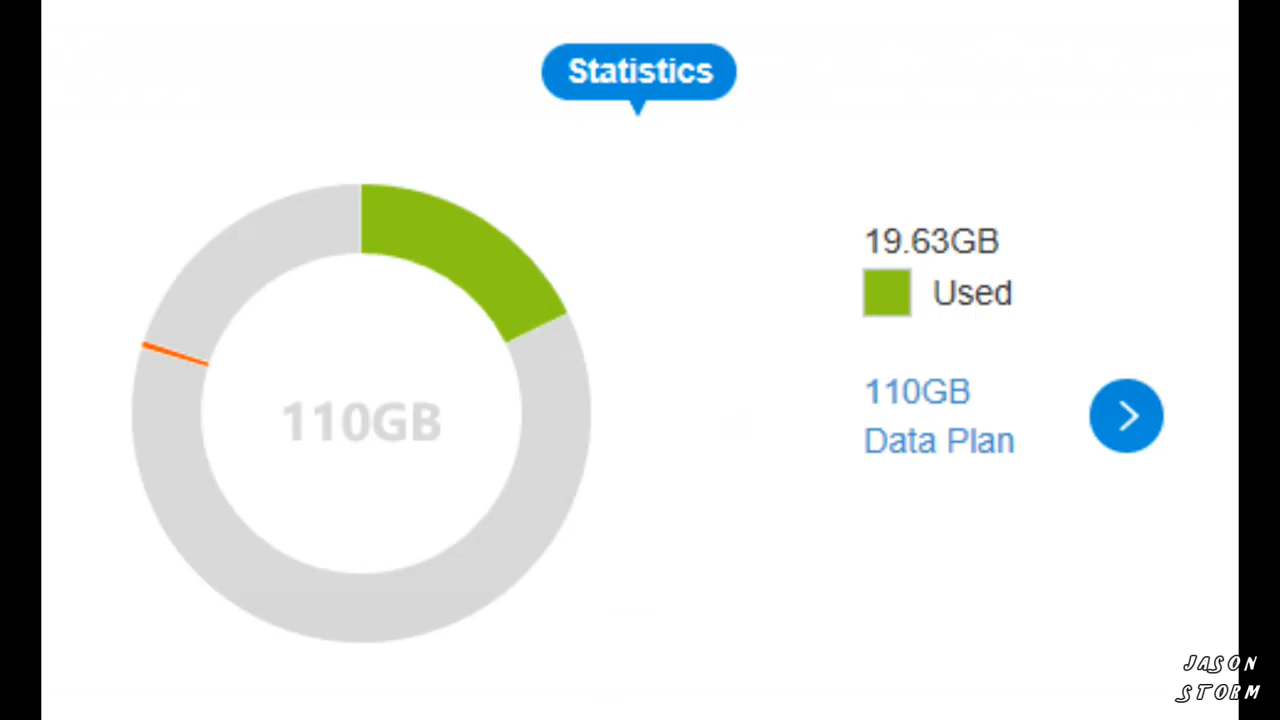 Statistics
19.63GB
Used
110GB
110GB
Data Plan
JASON
STORM